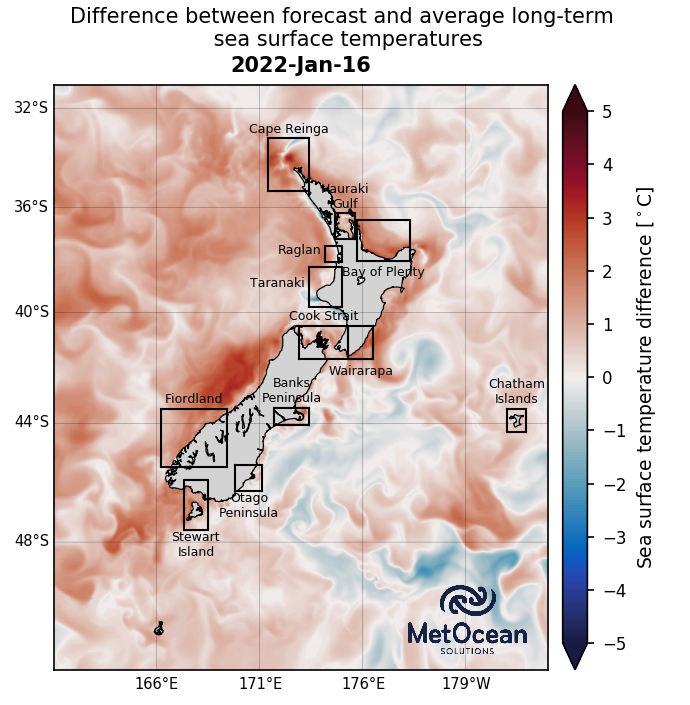 Difference between forecast and average long-term
sea surface temperatures
2022-Jan-16
32°S
36°S
40°S
44°S
48°S
166°E
171°E
176°E
179°W
Cape Reinga
Hauraki
Gulf
Raglan
Bay of Plenty
Taranaki
Cook Strait
Wairarapa
Banks
Peninsula
Fiordland
Chatham
Islands
Otago
Peninsula
Stewart
Island
MetOcean
SOLUTIONS
5
4
3
2
1
0
−1
−2
−3
−4
−5
Sea surface temperature difference [°C]